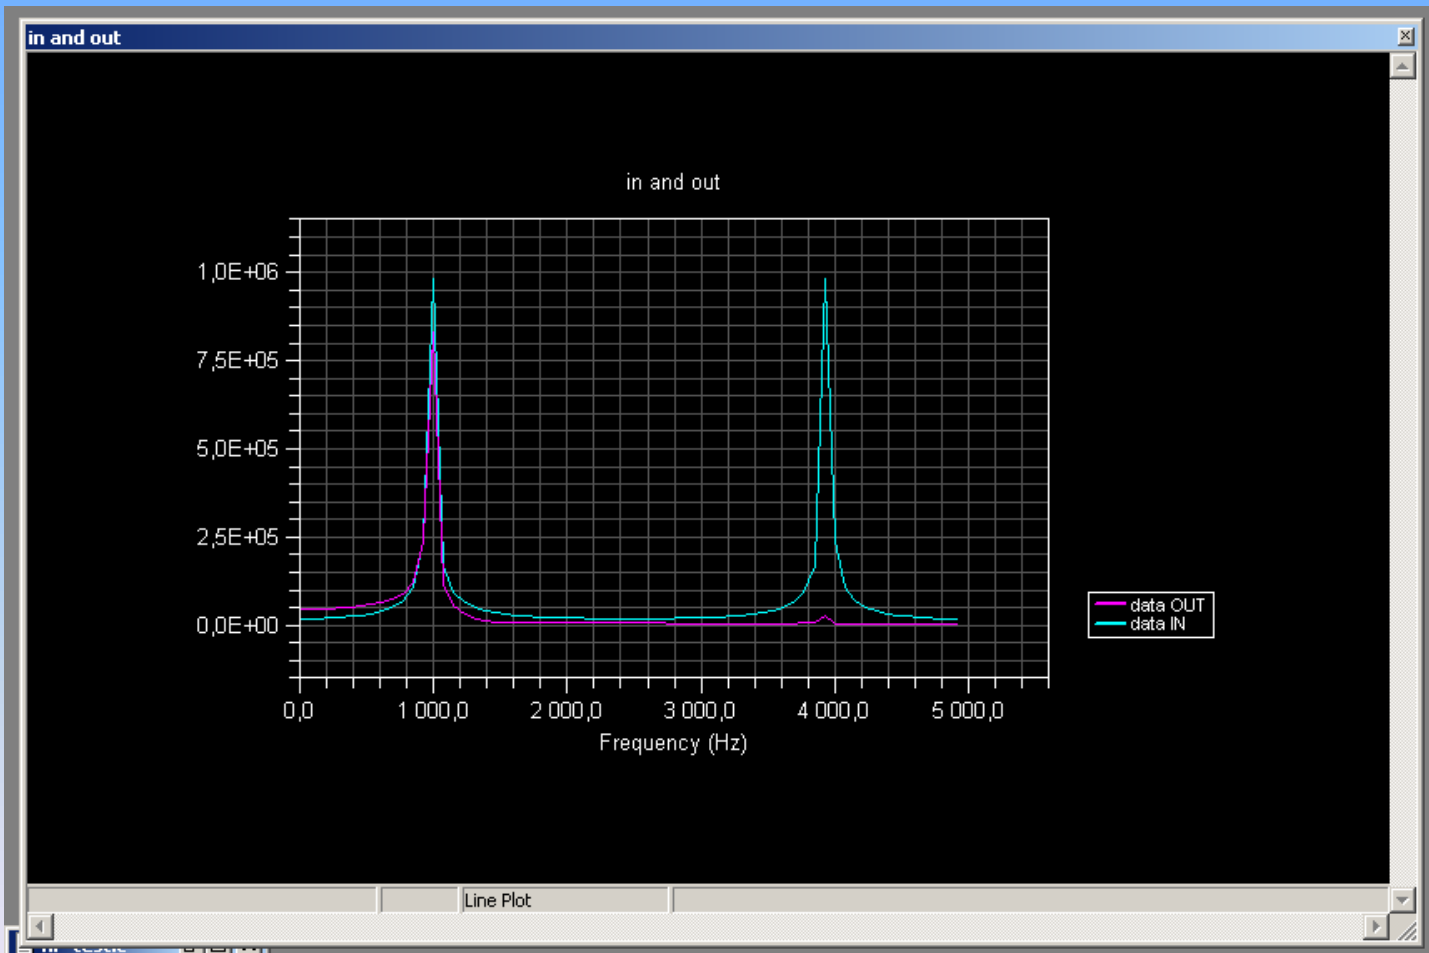 in and out
in and out
1,0E+06
7,5E+05
5,0E+05
2,5E+05
0,0E+00
0,0 1 000,0 2 000,0 3 000,0 4 000,0 5 000,0
Frequency (Hz)
data OUT
data IN
Line Plot